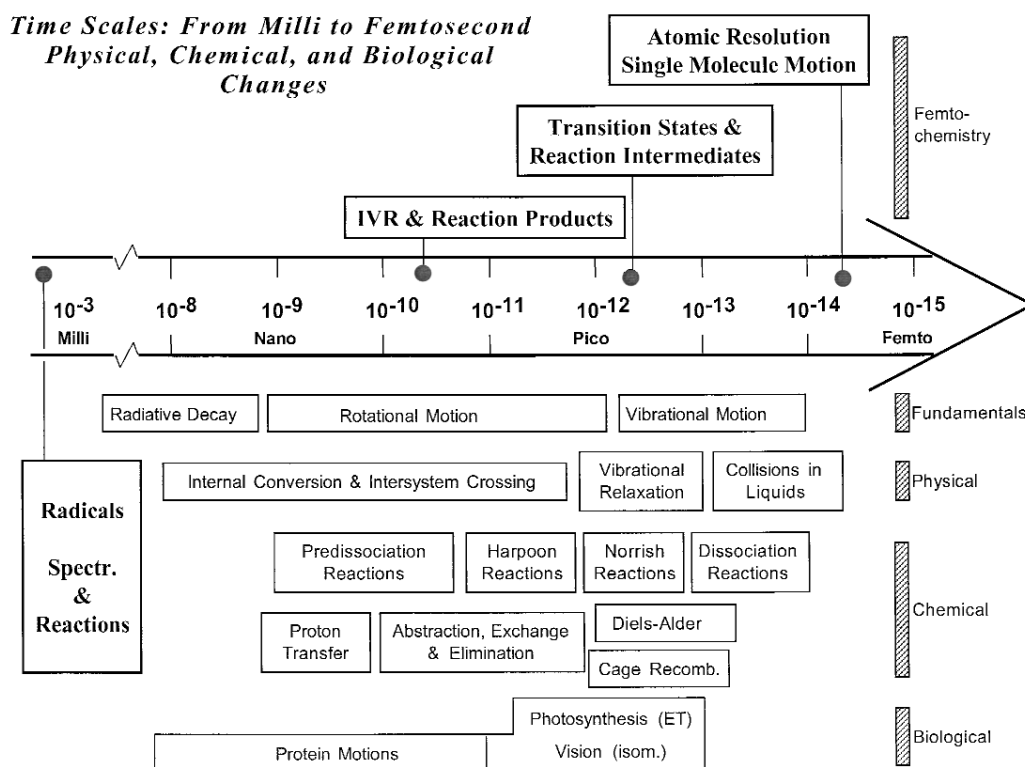 Time Scales: From Milli to Femtosecond
Physical, Chemical, and Biological
Changes
Atomic Resolution
Single Molecule Motion
Femto-
chemistry
Transition States &
Reaction Intermediates
IVR & Reaction Products
10-3 10-8 10-9 10-10 10-11 10-12 10-13 10-14 10-15
Milli Nano Pico Femto
Radiative Decay Rotational Motion Vibrational Motion Fundamentals
Internal Conversion & Intersystem Crossing
Vibrational
Relaxation
Collisions in
Liquids
Physical
Radicals
Spectr.
&
Reactions
Predissociation
Reactions
Harpoon
Reactions
Norrish
Reactions
Dissociation
Reactions
Chemical
Proton
Transfer
Abstraction, Exchange
& Elimination
Diels-Alder
Cage Recomb.
Photosynthesis (ET)
Vision (isom.)
Protein Motions
Biological